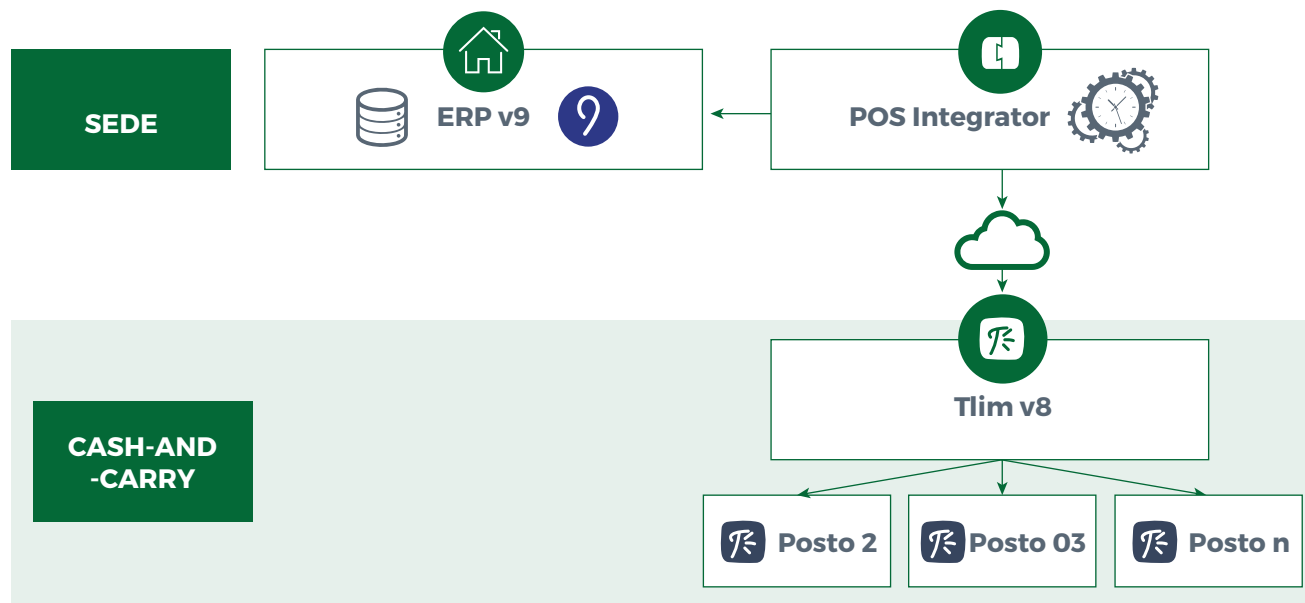 SEDE
ERP v9
POS Integrator
Tlim v8
CASH-AND
-CARRY
Posto 2
Posto 03
Posto n